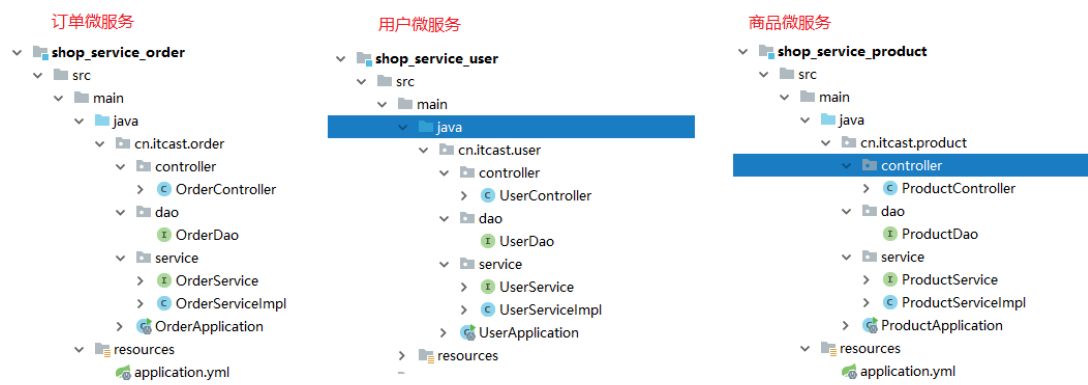 订单微服务
shop_service_order
src
main
java
cn.itcast.order
controller
OrderController
dao
OrderDao
service
OrderService
OrderServiceImpl
OrderApplication
resources
application.yml
用户微服务
shop_service_user
src
main
java
cn.itcast.user
controller
UserController
dao
UserDao
service
UserService
UserServiceImpl
UserApplication
resources
商品微服务
shop_service_product
src
main
java
cn.itcast.product
controller
ProductController
dao
ProductDao
service
ProductService
ProductServiceImpl
ProductApplication
resources
application.yml